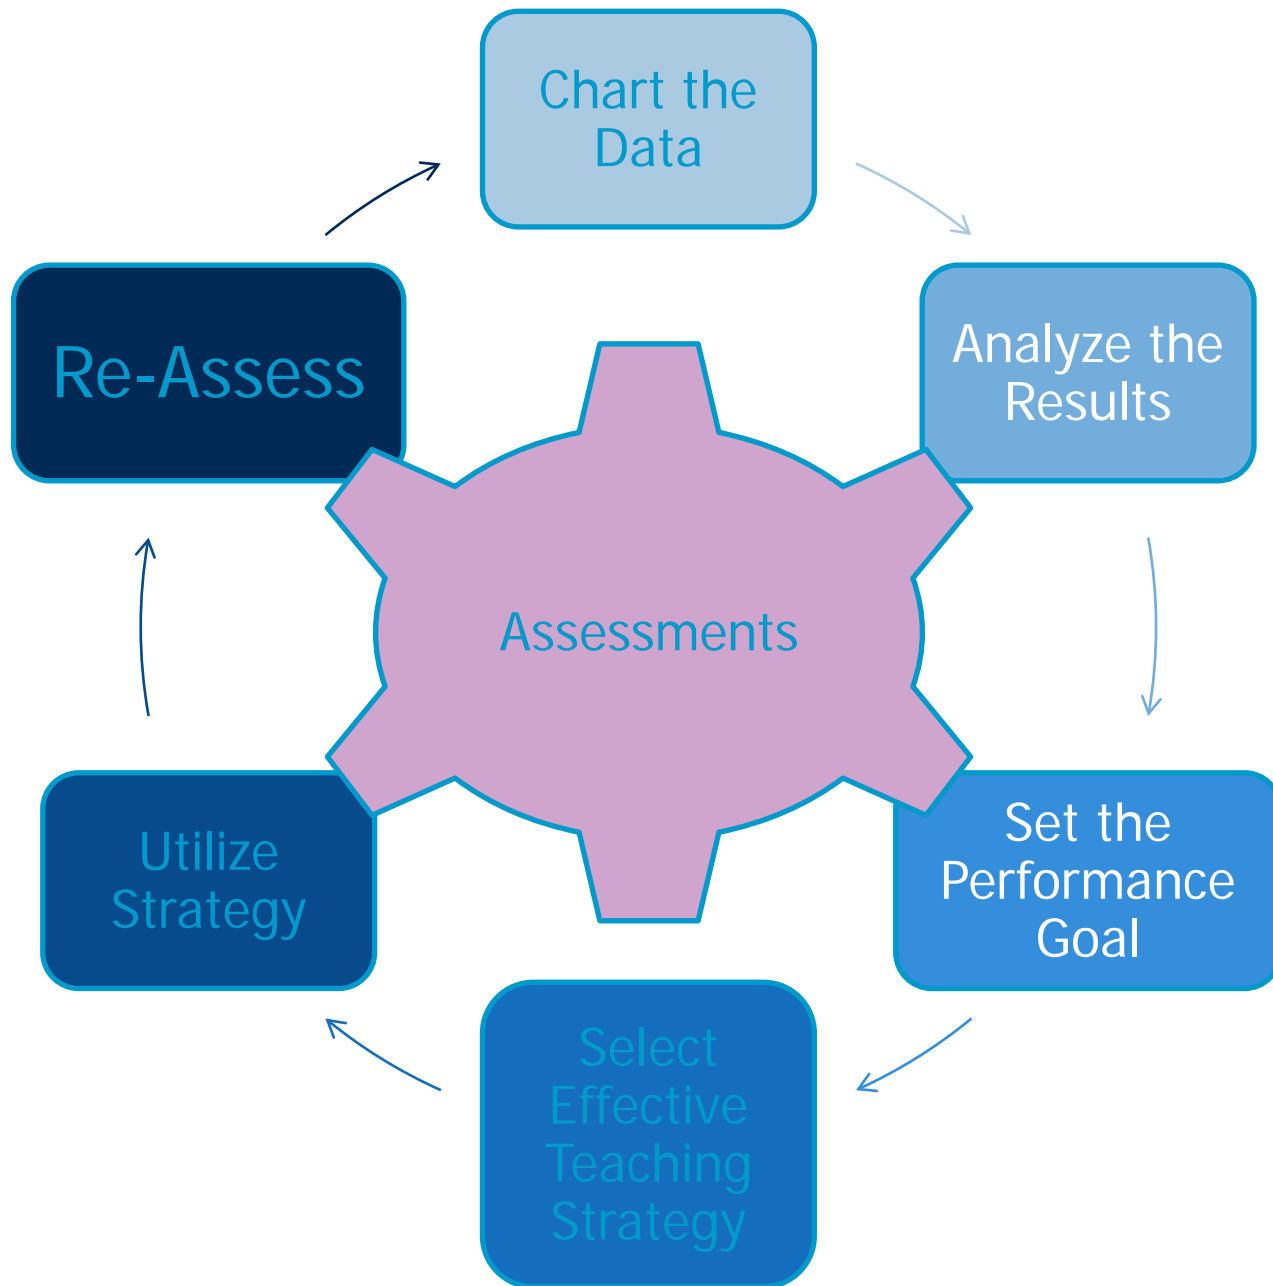 Chart the
Data
Analyze the
Results
Set the
Performance
Goal
Select
Effective
Teaching
Strategy
Utilize
Strategy
Re-Assess
Assessments